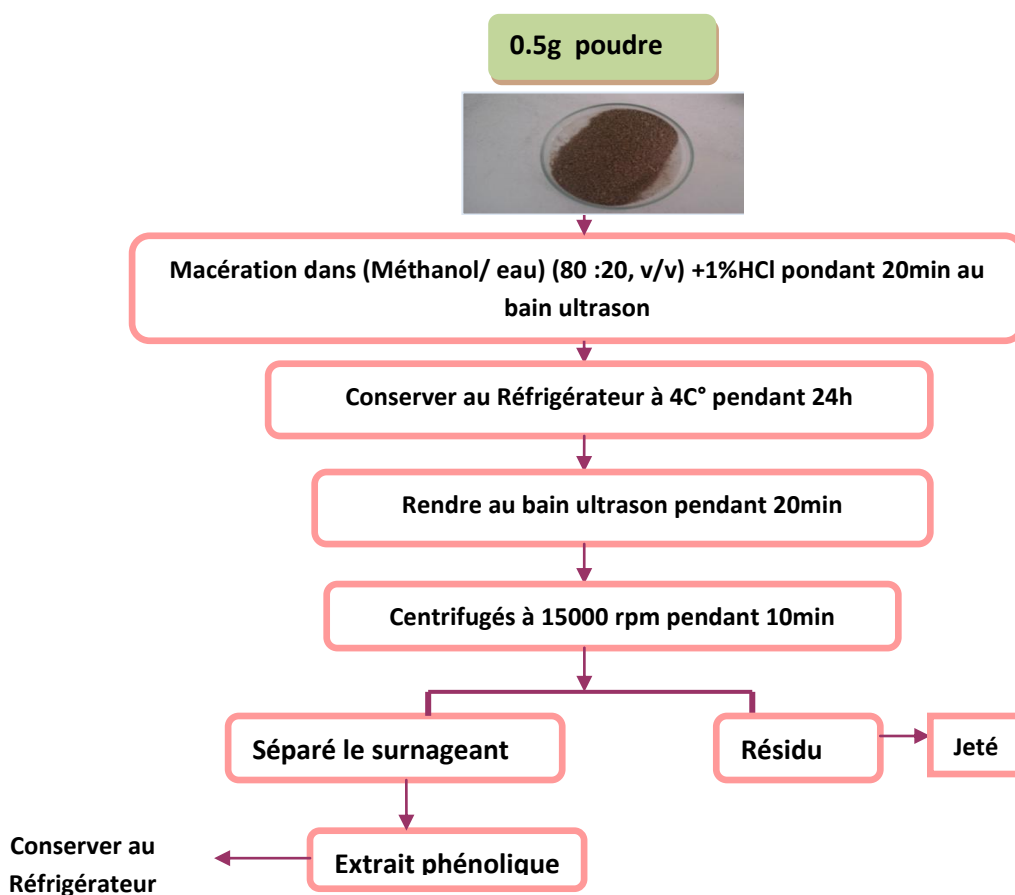 0.5g poudre
Macération dans (Méthanol/ eau) (80 :20, v/v) +1%HCl pondant 20min au
bain ultrason
Conserver au Réfrigérateur à 4C° pendant 24h
Rendre au bain ultrason pendant 20min
Centrifugés à 15000 rpm pendant 10min
Séparé le surnageant
Résidu
Jeté
Extrait phénolique
Conserver au
Réfrigérateur